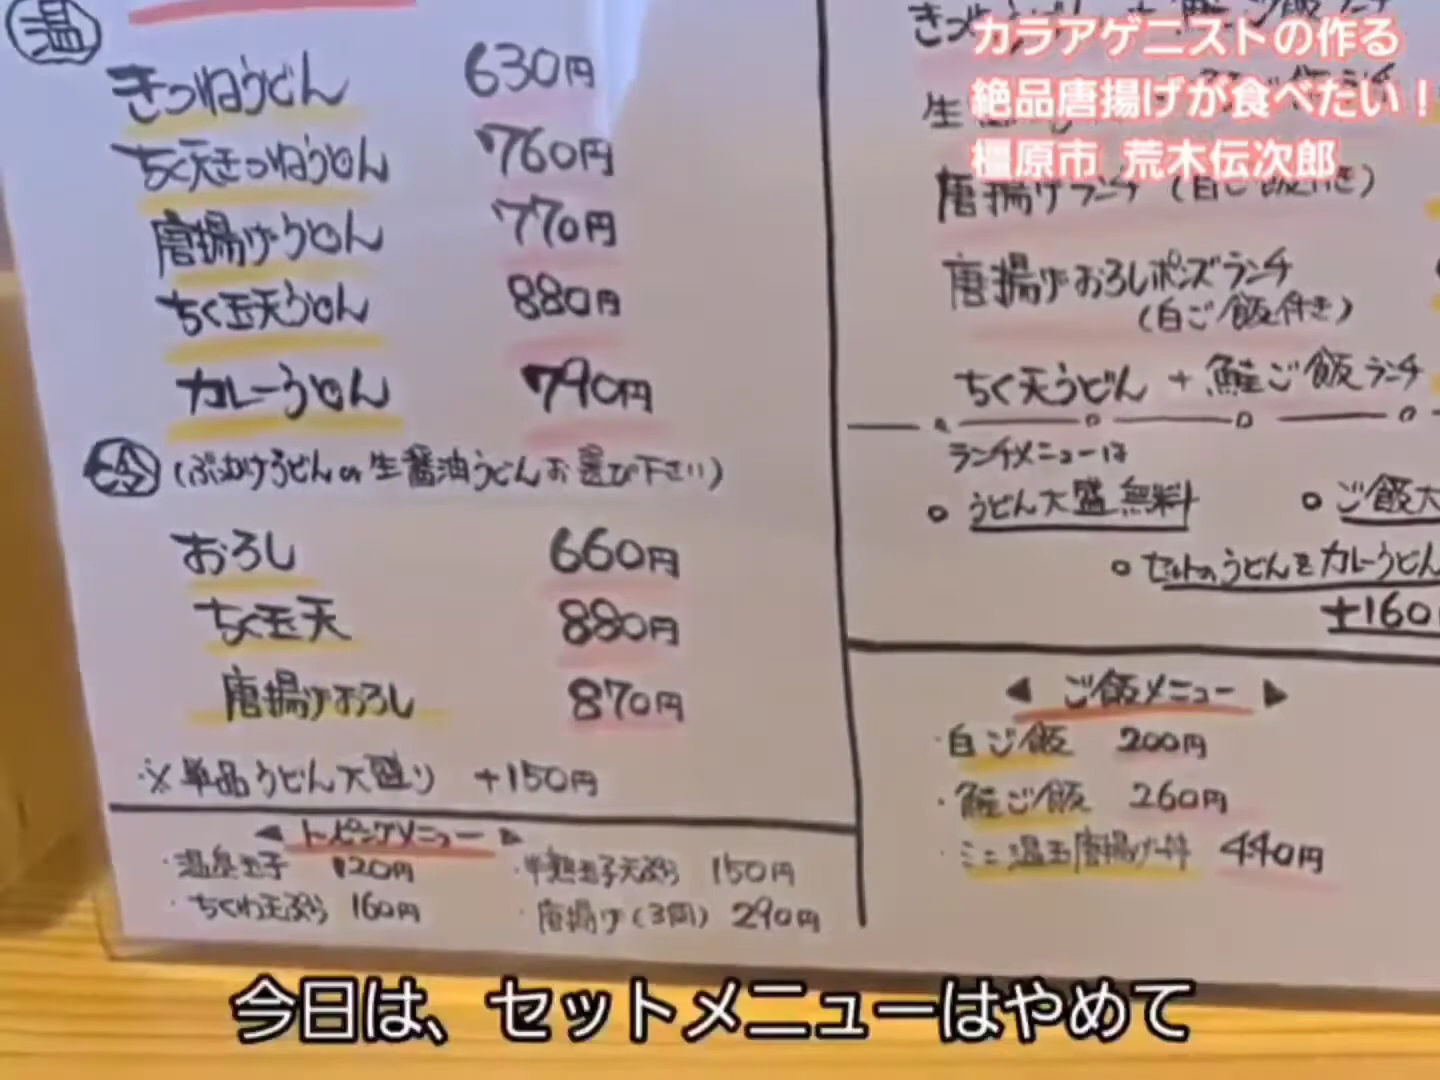 温
きつねうどん 630円
ちく天きつねうどん 760円
唐揚げうどん 770円
ちく玉天うどん 880円
カレーうどん 790円
冷 (ぶっかけうどんor生醤油うどんお選び下さい)
おろし 660円
ちく玉天 880円
唐揚げおろし 870円
※単品うどん大盛り +150円
トッピングメニュー
・温泉玉子 120円
・半熟玉子天ぷら 150円
・ちくわ天ぷら 160円
・唐揚げ(3個) 290円
カラアゲニストの作る
絶品唐揚げが食べたい!
橿原市 荒木伝次郎
唐揚げランチ (白ご飯付き)
唐揚げおろしポンズランチ
(白ご飯付き)
ちく天うどん + 鮭ご飯ランチ
ランチメニューは
○ うどん大盛無料
○ ご飯大
○ セットのうどんをカレーうどん
+160
◀ ご飯メニュー ▶
・白ご飯 200円
・鮭ご飯 260円
・ミニ温玉唐揚げ丼 440円
今日は、セットメニューはやめて